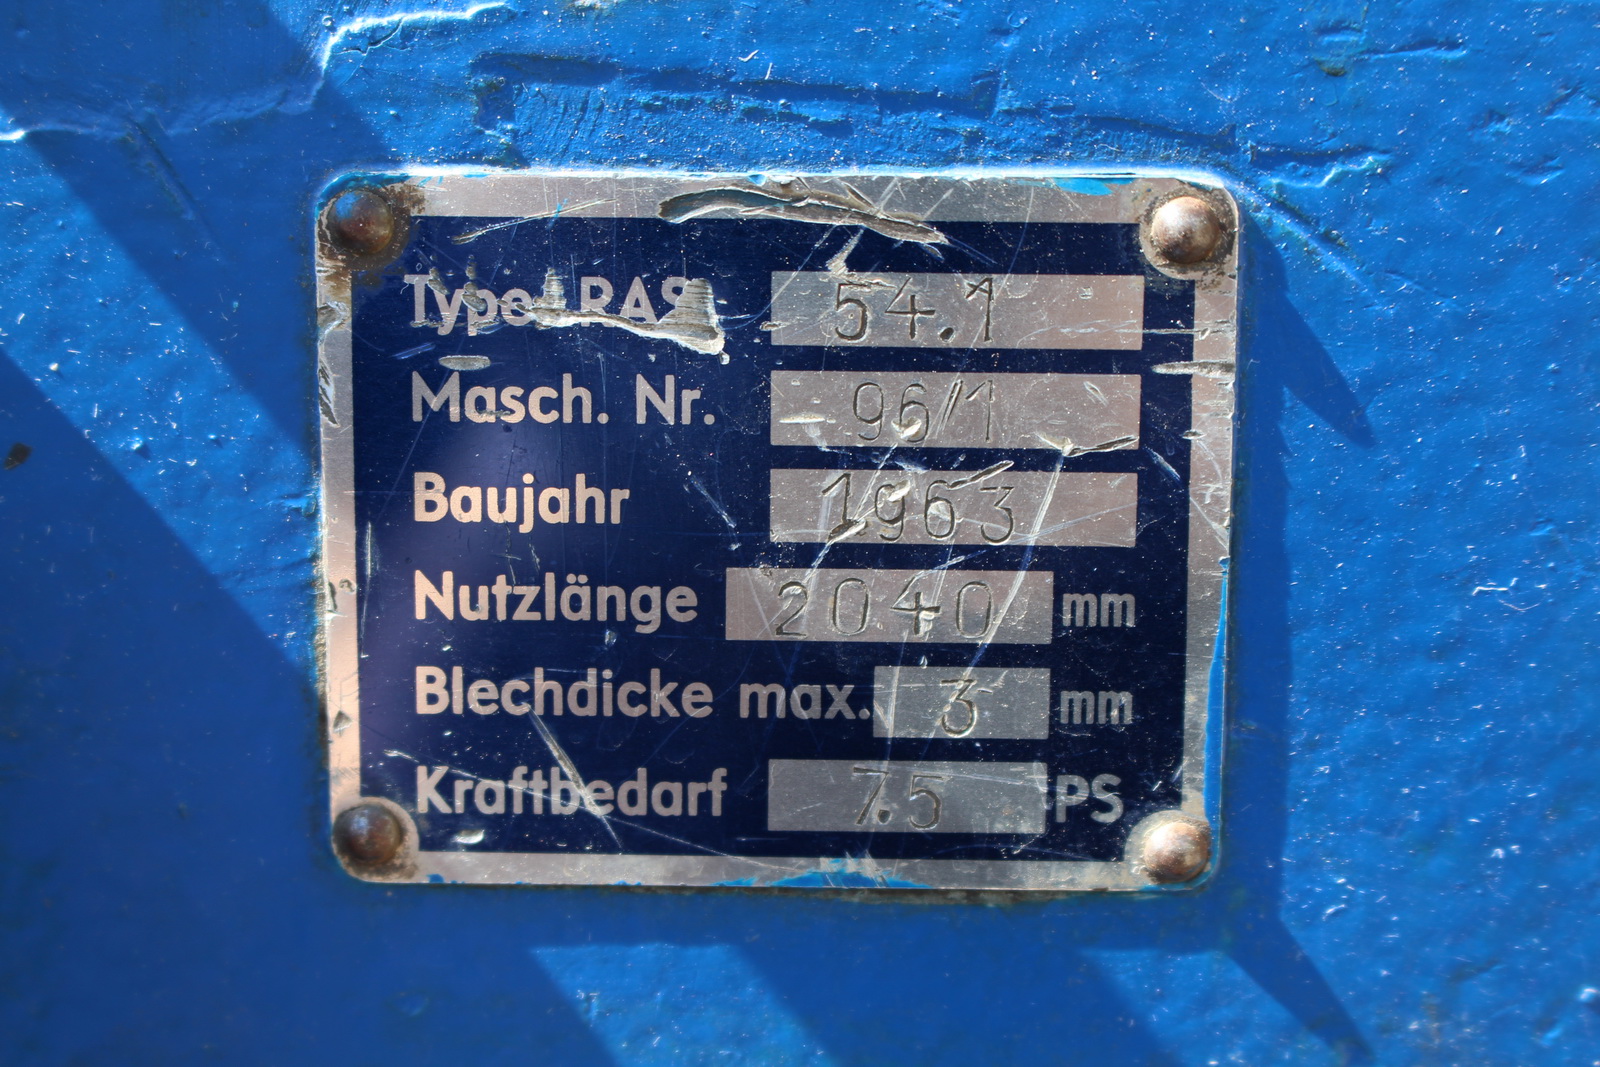 Type RAS 54.1
Masch. Nr. 96/1
Baujahr 1963
Nutzlänge 2040 mm
Blechdicke max. 3 mm
Kraftbedarf 7.5 PS